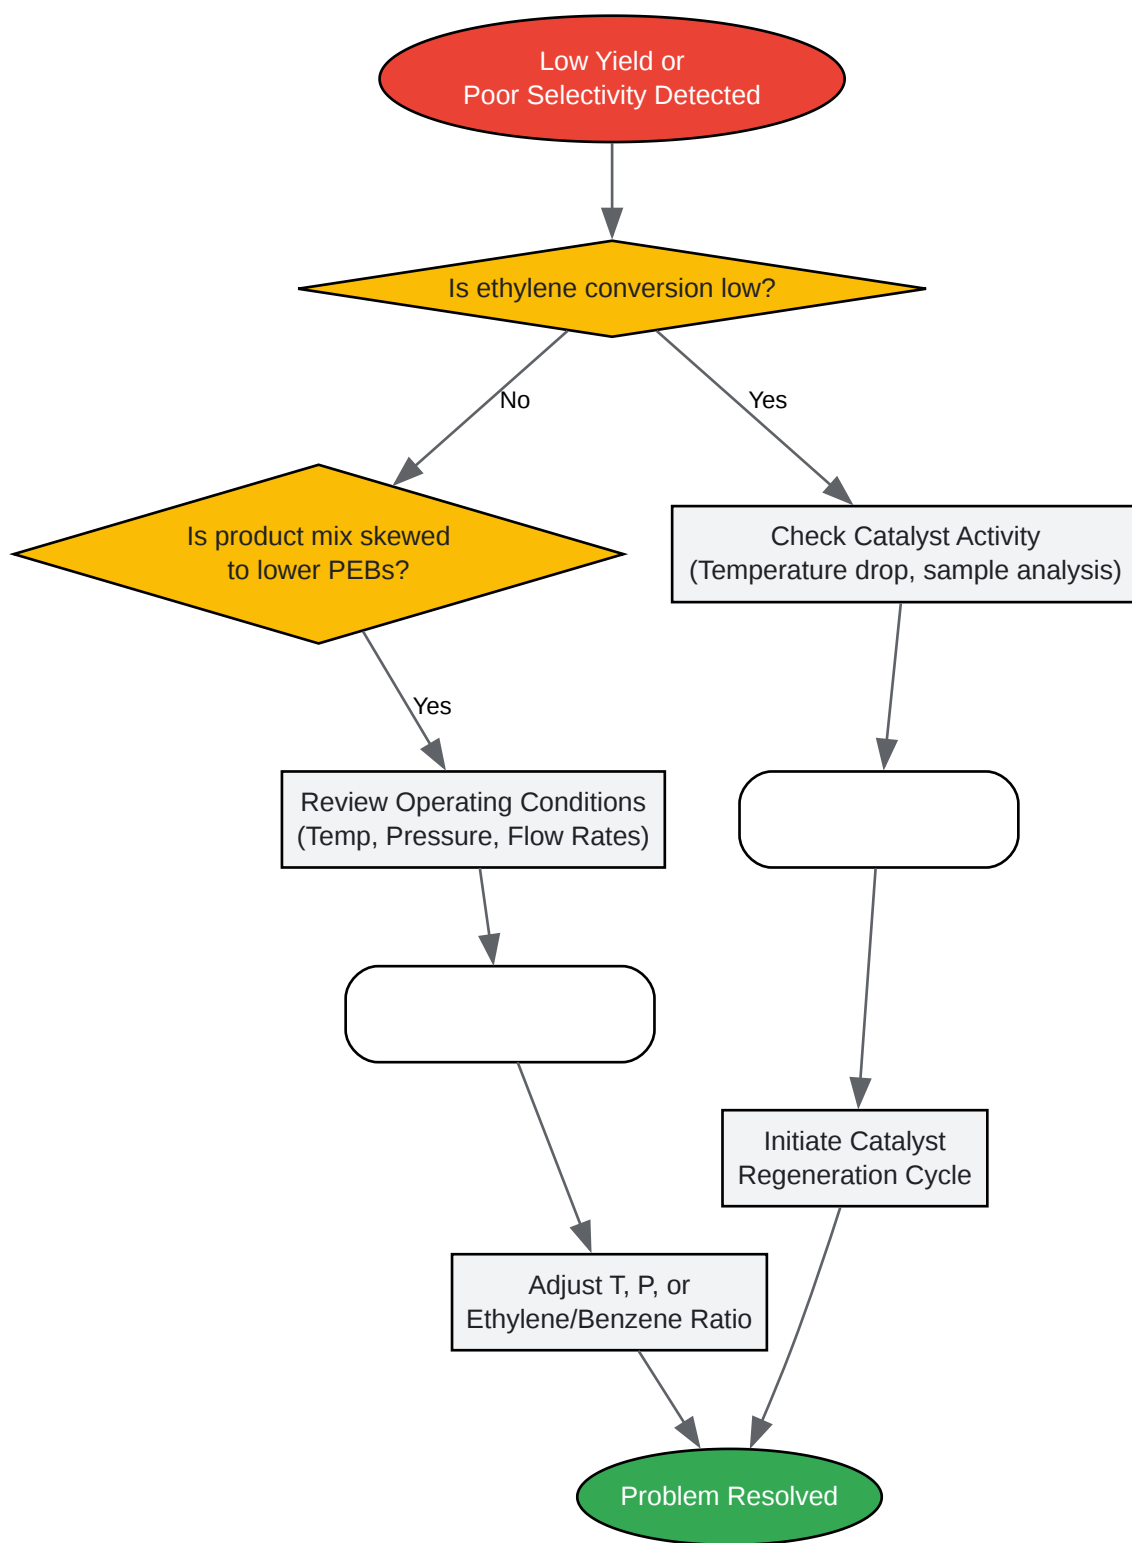 Low Yield or
Poor Selectivity Detected
Is ethylene conversion low?
No
Yes
Is product mix skewed
to lower PEBs?
Check Catalyst Activity
(Temperature drop, sample analysis)
Yes
Review Operating Conditions
(Temp, Pressure, Flow Rates)
Initiate Catalyst
Regeneration Cycle
Adjust T, P, or
Ethylene/Benzene Ratio
Problem Resolved